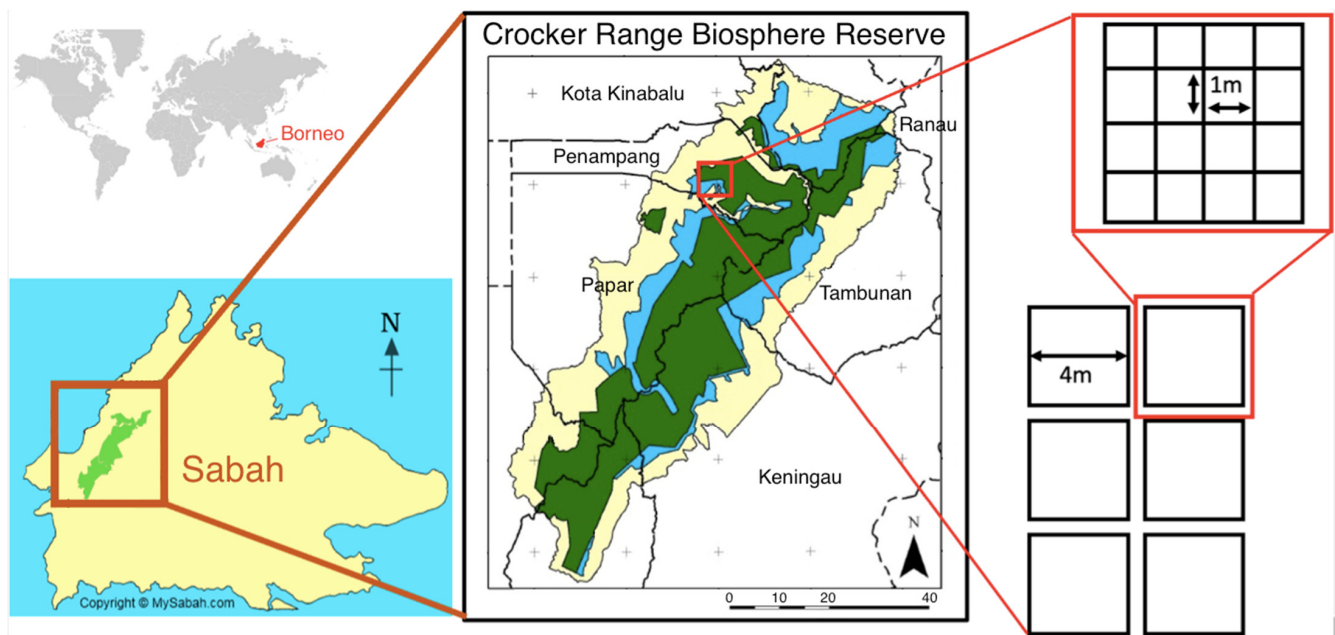 Borneo
N
Sabah
Copyright © MySabah.com
Crocker Range Biosphere Reserve
Kota Kinabalu
Ranau
Penampang
Papar
Tambunan
Keningau
N
0 10 20 40
1m
4m